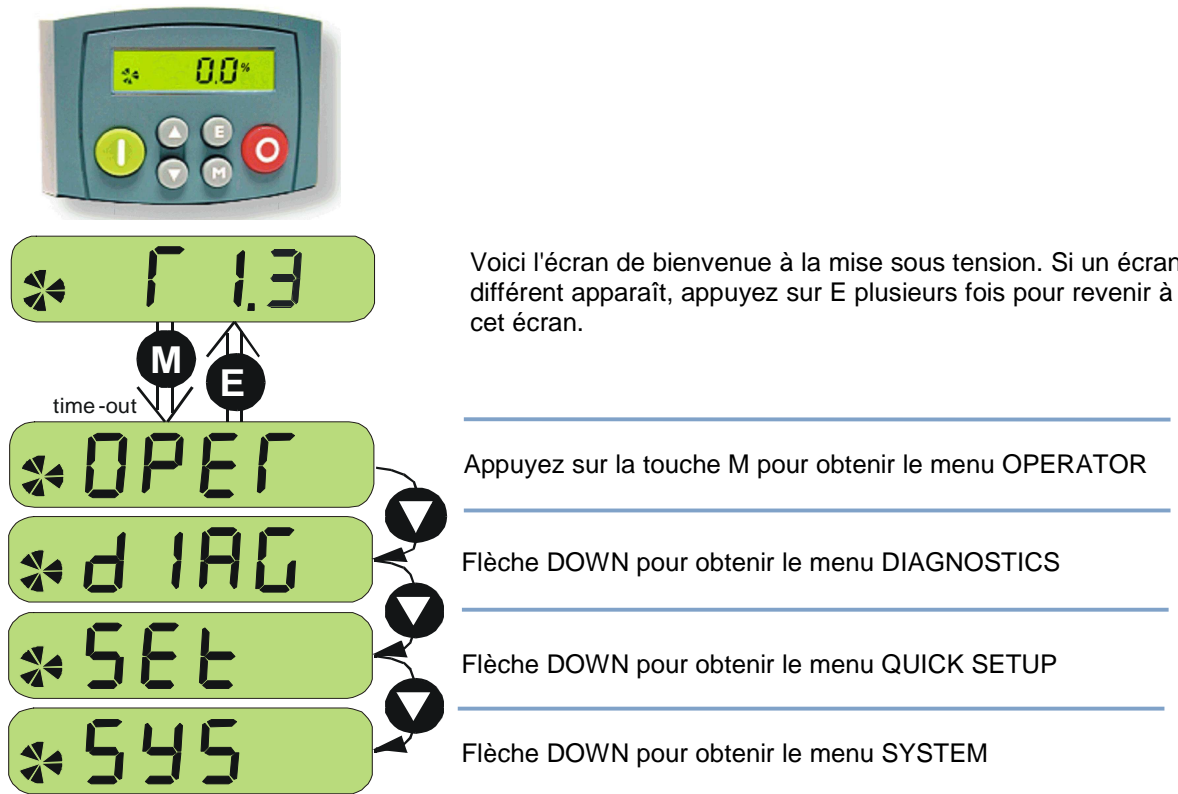 0.0%
E
M
r 1.3
Voici l'écran de bienvenue à la mise sous tension. Si un écran
différent apparaît, appuyez sur E plusieurs fois pour revenir à
cet écran.
M
E
time-out
OPEr
Appuyez sur la touche M pour obtenir le menu OPERATOR
dIAG
Flèche DOWN pour obtenir le menu DIAGNOSTICS
SEt
Flèche DOWN pour obtenir le menu QUICK SETUP
SYS
Flèche DOWN pour obtenir le menu SYSTEM